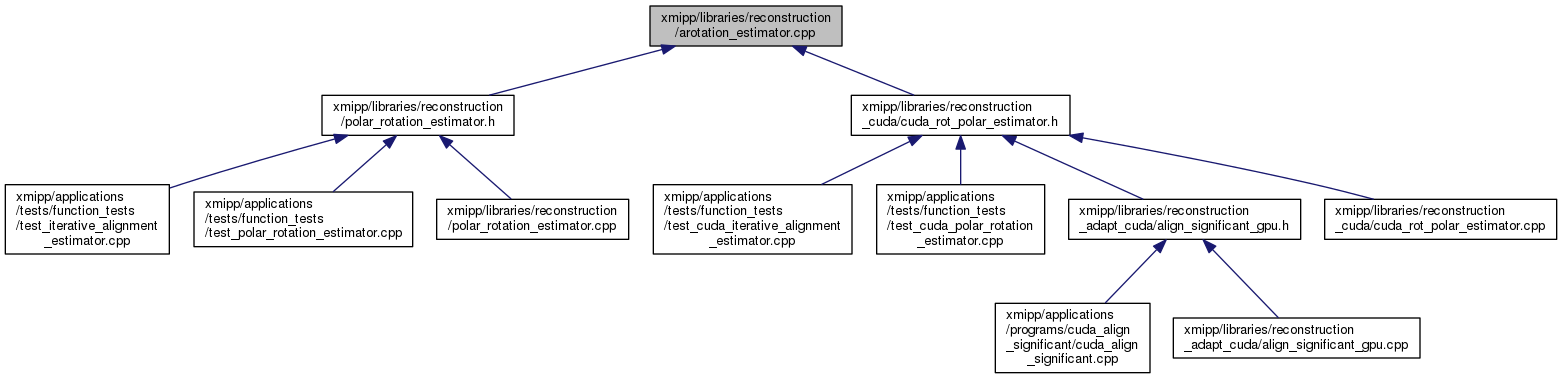 xmipp/libraries/reconstruction
/arotation_estimator.cpp
xmipp/libraries/reconstruction
/polar_rotation_estimator.h
xmipp/libraries/reconstruction
_cuda/cuda_rot_polar_estimator.h
xmipp/applications
/tests/function_tests
/test_iterative_alignment
_estimator.cpp
xmipp/applications
/tests/function_tests
/test_polar_rotation_estimator.cpp
xmipp/libraries/reconstruction
/polar_rotation_estimator.cpp
xmipp/applications
/tests/function_tests
/test_cuda_iterative_alignment
_estimator.cpp
xmipp/applications
/tests/function_tests
/test_cuda_polar_rotation
_estimator.cpp
xmipp/libraries/reconstruction
_adapt_cuda/align_significant_gpu.h
xmipp/libraries/reconstruction
_cuda/cuda_rot_polar_estimator.cpp
xmipp/applications
/programs/cuda_align
_significant/cuda_align
_significant.cpp
xmipp/libraries/reconstruction
_adapt_cuda/align_significant_gpu.cpp